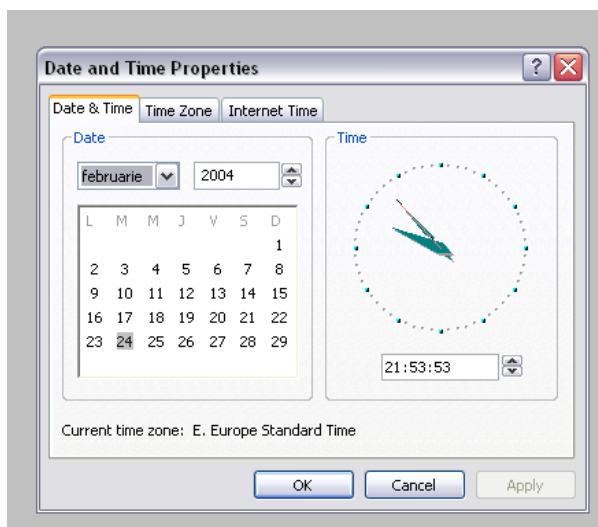 Date and Time Properties
Date & Time Time Zone Internet Time
Date
februarie 2004
L M M J V S D
1
2 3 4 5 6 7 8
9 10 11 12 13 14 15
16 17 18 19 20 21 22
23 24 25 26 27 28 29
Time
21:53:53
Current time zone: E. Europe Standard Time
OK Cancel Apply